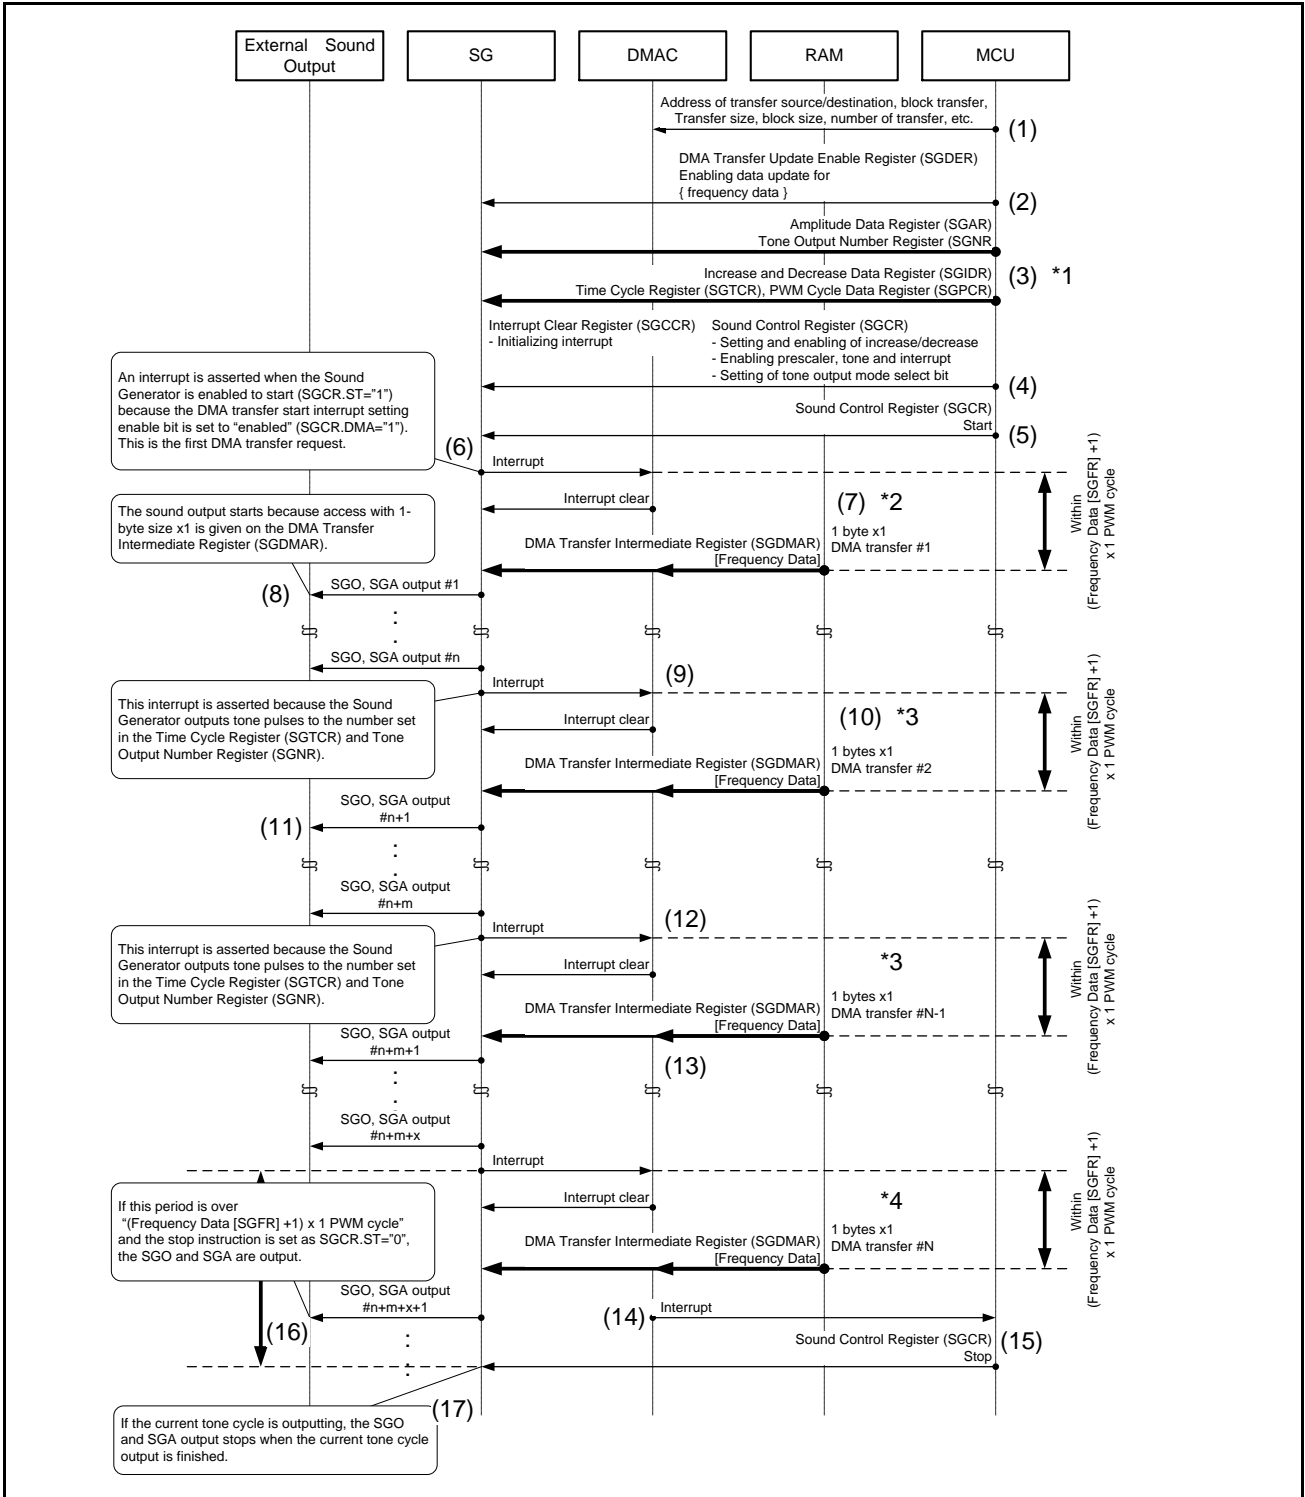 External Sound
Output
SG
DMAC
RAM
MCU
Address of transfer source/destination, block transfer,
Transfer size, block size, number of transfer, etc.
(1)
DMA Transfer Update Enable Register (SGDER)
Enabling data update for
{ frequency data }
(2)
Amplitude Data Register (SGAR)
Tone Output Number Register (SGNR
Increase and Decrease Data Register (SGIDR)
(3) *1
Time Cycle Register (SGTCR), PWM Cycle Data Register (SGPCR)
Interrupt Clear Register (SGCCR)
- Initializing interrupt
Sound Control Register (SGCR)
- Setting and enabling of increase/decrease
- Enabling prescaler, tone and interrupt
- Setting of tone output mode select bit
(4)
An interrupt is asserted when the Sound
Generator is enabled to start (SGCR.ST="1")
because the DMA transfer start interrupt setting
enable bit is set to "enabled" (SGCR.DMA="1").
This is the first DMA transfer request.
Sound Control Register (SGCR)
Start
(5)
(6)
Interrupt
Interrupt clear
(7) *2
The sound output starts because access with 1-
byte size x1 is given on the DMA Transfer
Intermediate Register (SGDMAR).
1 byte x1
DMA transfer #1
DMA Transfer Intermediate Register (SGDMAR)
[Frequency Data]
Within
(Frequency Data [SGFR] +1)
x 1 PWM cycle
(8)
SGO, SGA output #1
SGO, SGA output #n
Interrupt
(9)
This interrupt is asserted because the Sound
Generator outputs tone pulses to the number set
in the Time Cycle Register (SGTCR) and Tone
Output Number Register (SGNR).
Interrupt clear
(10) *3
1 bytes x1
DMA transfer #2
DMA Transfer Intermediate Register (SGDMAR)
[Frequency Data]
Within
(Frequency Data [SGFR] +1)
x 1 PWM cycle
SGO, SGA output
#n+1
(11)
SGO, SGA output
#n+m
(12)
Interrupt
This interrupt is asserted because the Sound
Generator outputs tone pulses to the number set
in the Time Cycle Register (SGTCR) and Tone
Output Number Register (SGNR).
Interrupt clear
*3
1 bytes x1
DMA transfer #N-1
DMA Transfer Intermediate Register (SGDMAR)
[Frequency Data]
Within
(Frequency Data [SGFR] +1)
x 1 PWM cycle
SGO, SGA output
#n+m+1
(13)
SGO, SGA output
#n+m+x
Interrupt
Interrupt clear
*4
If this period is over
"(Frequency Data [SGFR] +1) x 1 PWM cycle"
and the stop instruction is set as SGCR.ST="0",
the SGO and SGA are output.
1 bytes x1
DMA transfer #N
DMA Transfer Intermediate Register (SGDMAR)
[Frequency Data]
Within
(Frequency Data [SGFR] +1)
x 1 PWM cycle
SGO, SGA output
#n+m+x+1
(14)
Interrupt
(16)
Sound Control Register (SGCR)
Stop
(15)
(17)
If the current tone cycle is outputting, the SGO
and SGA output stops when the current tone cycle
output is finished.